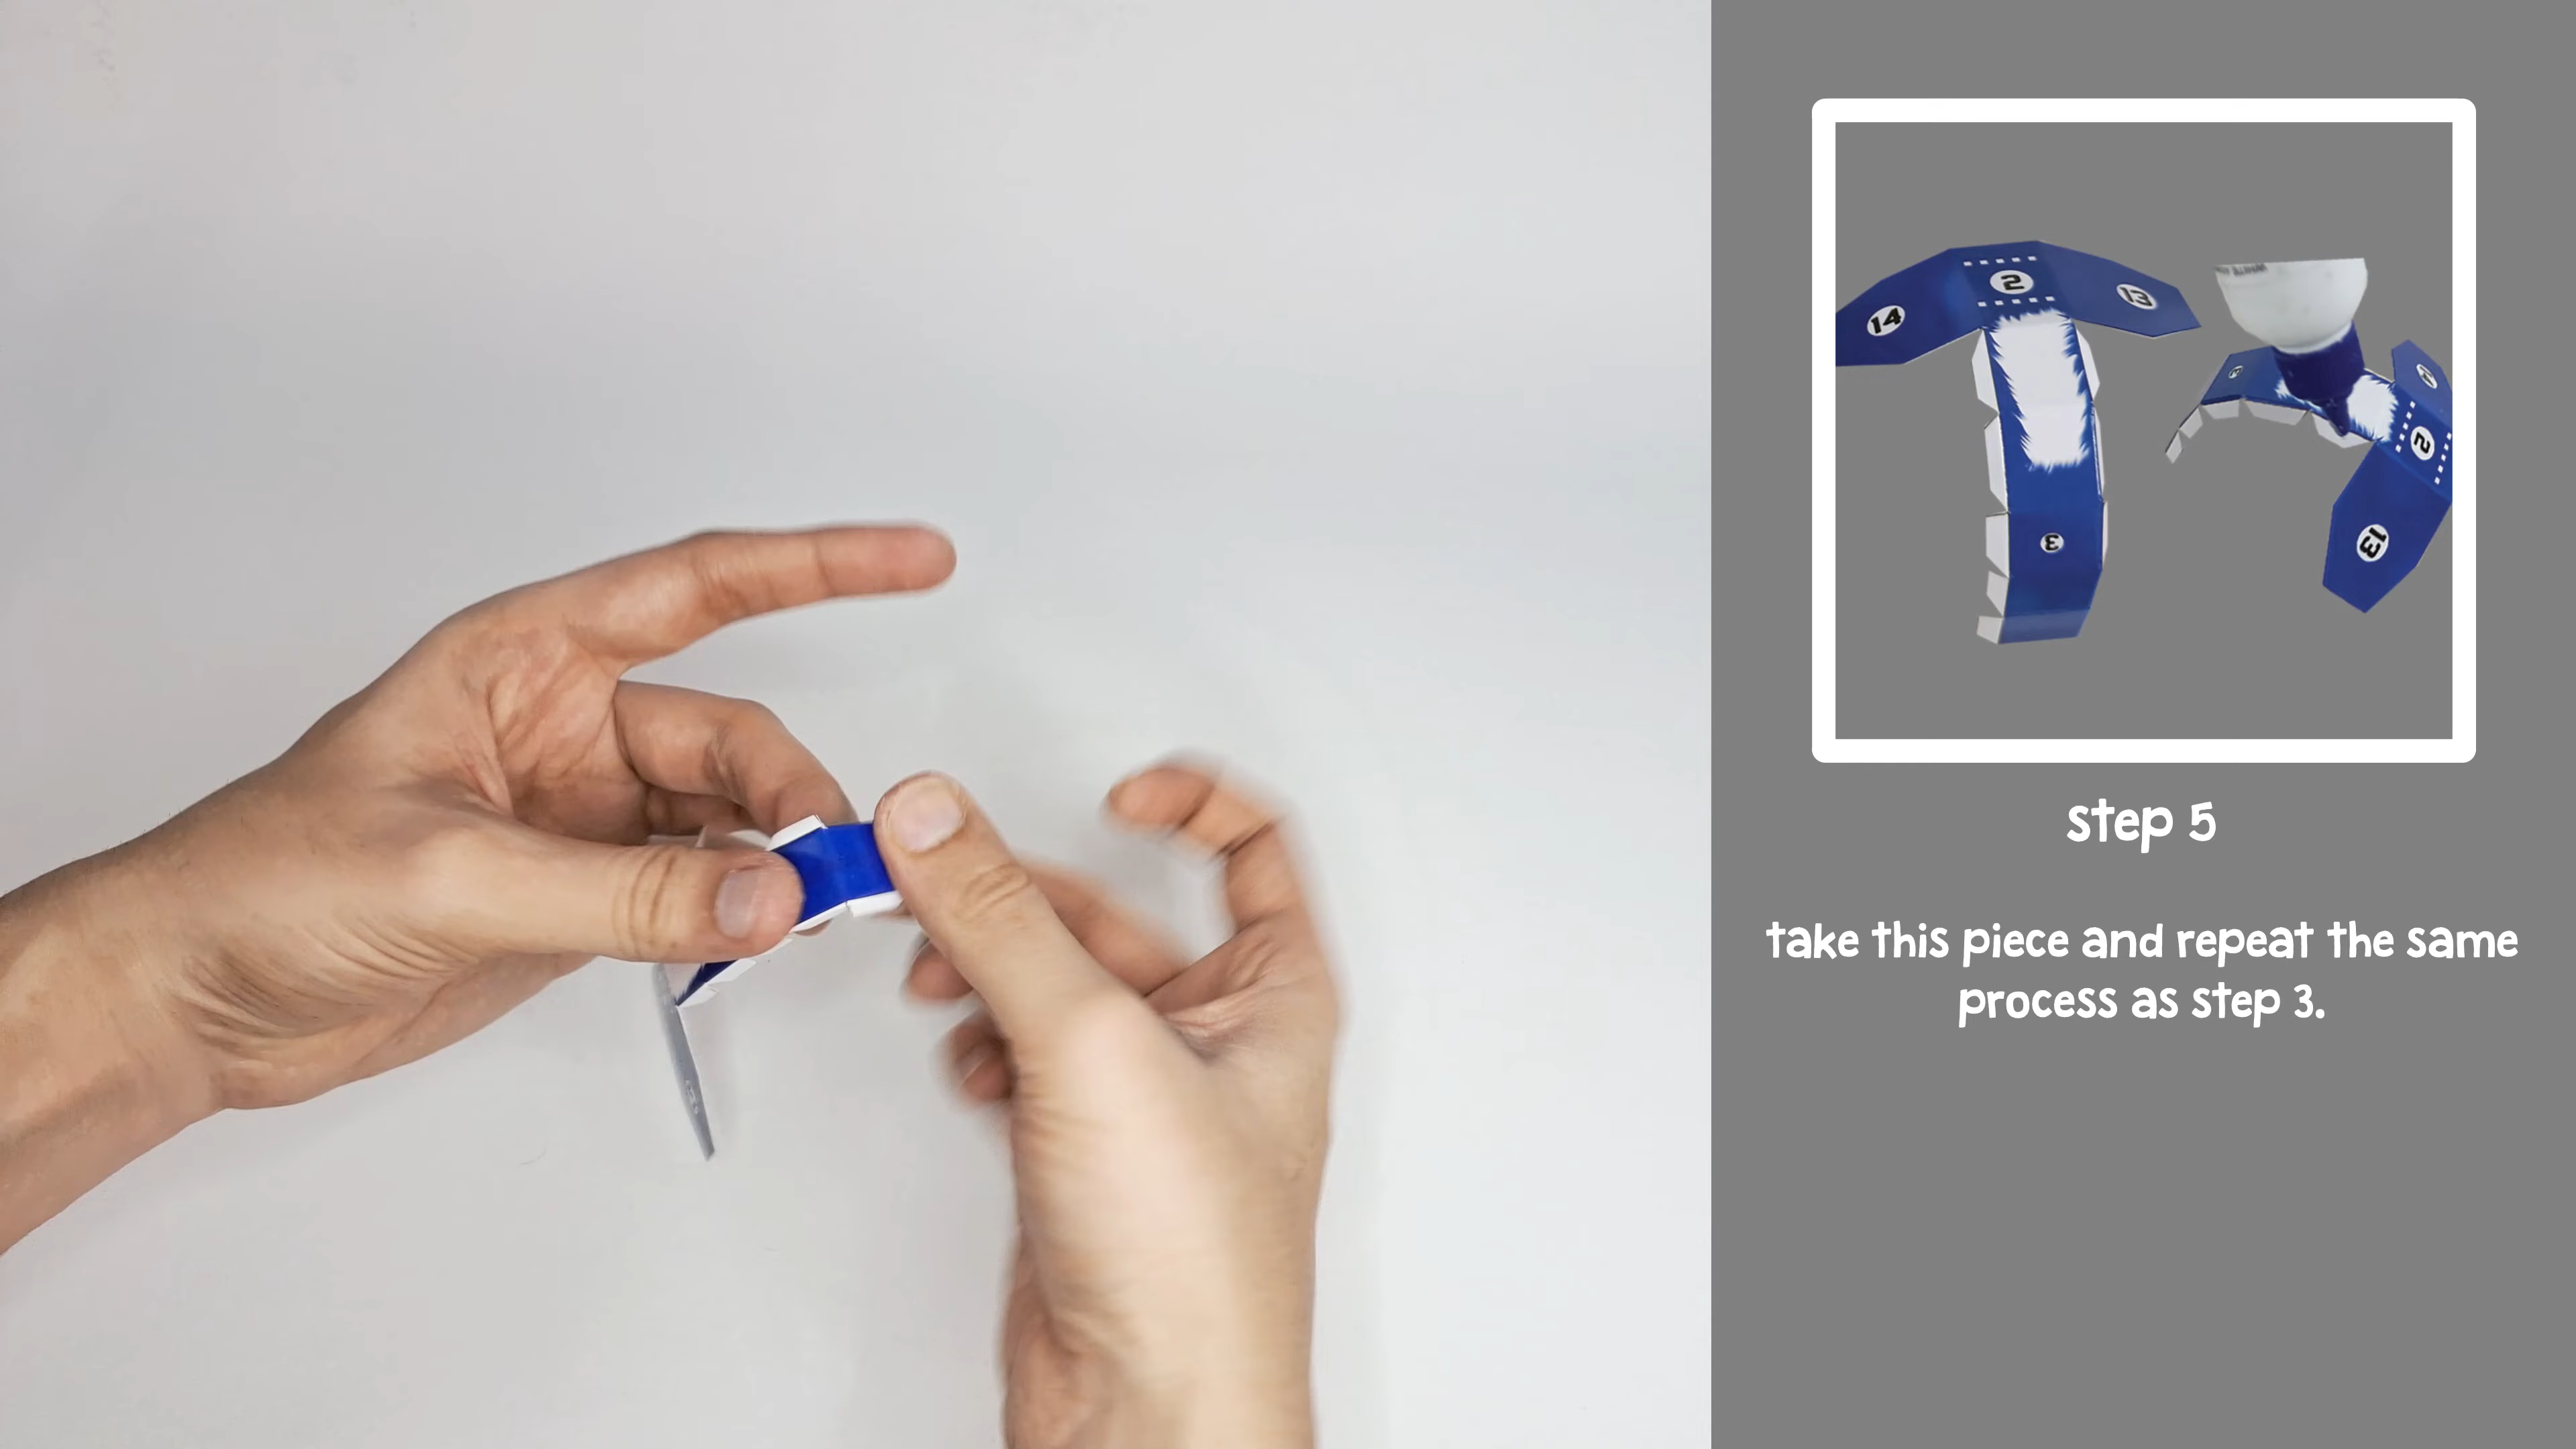 2
13
14
3
2
13
step 5
take this piece and repeat the same
process as step 3.